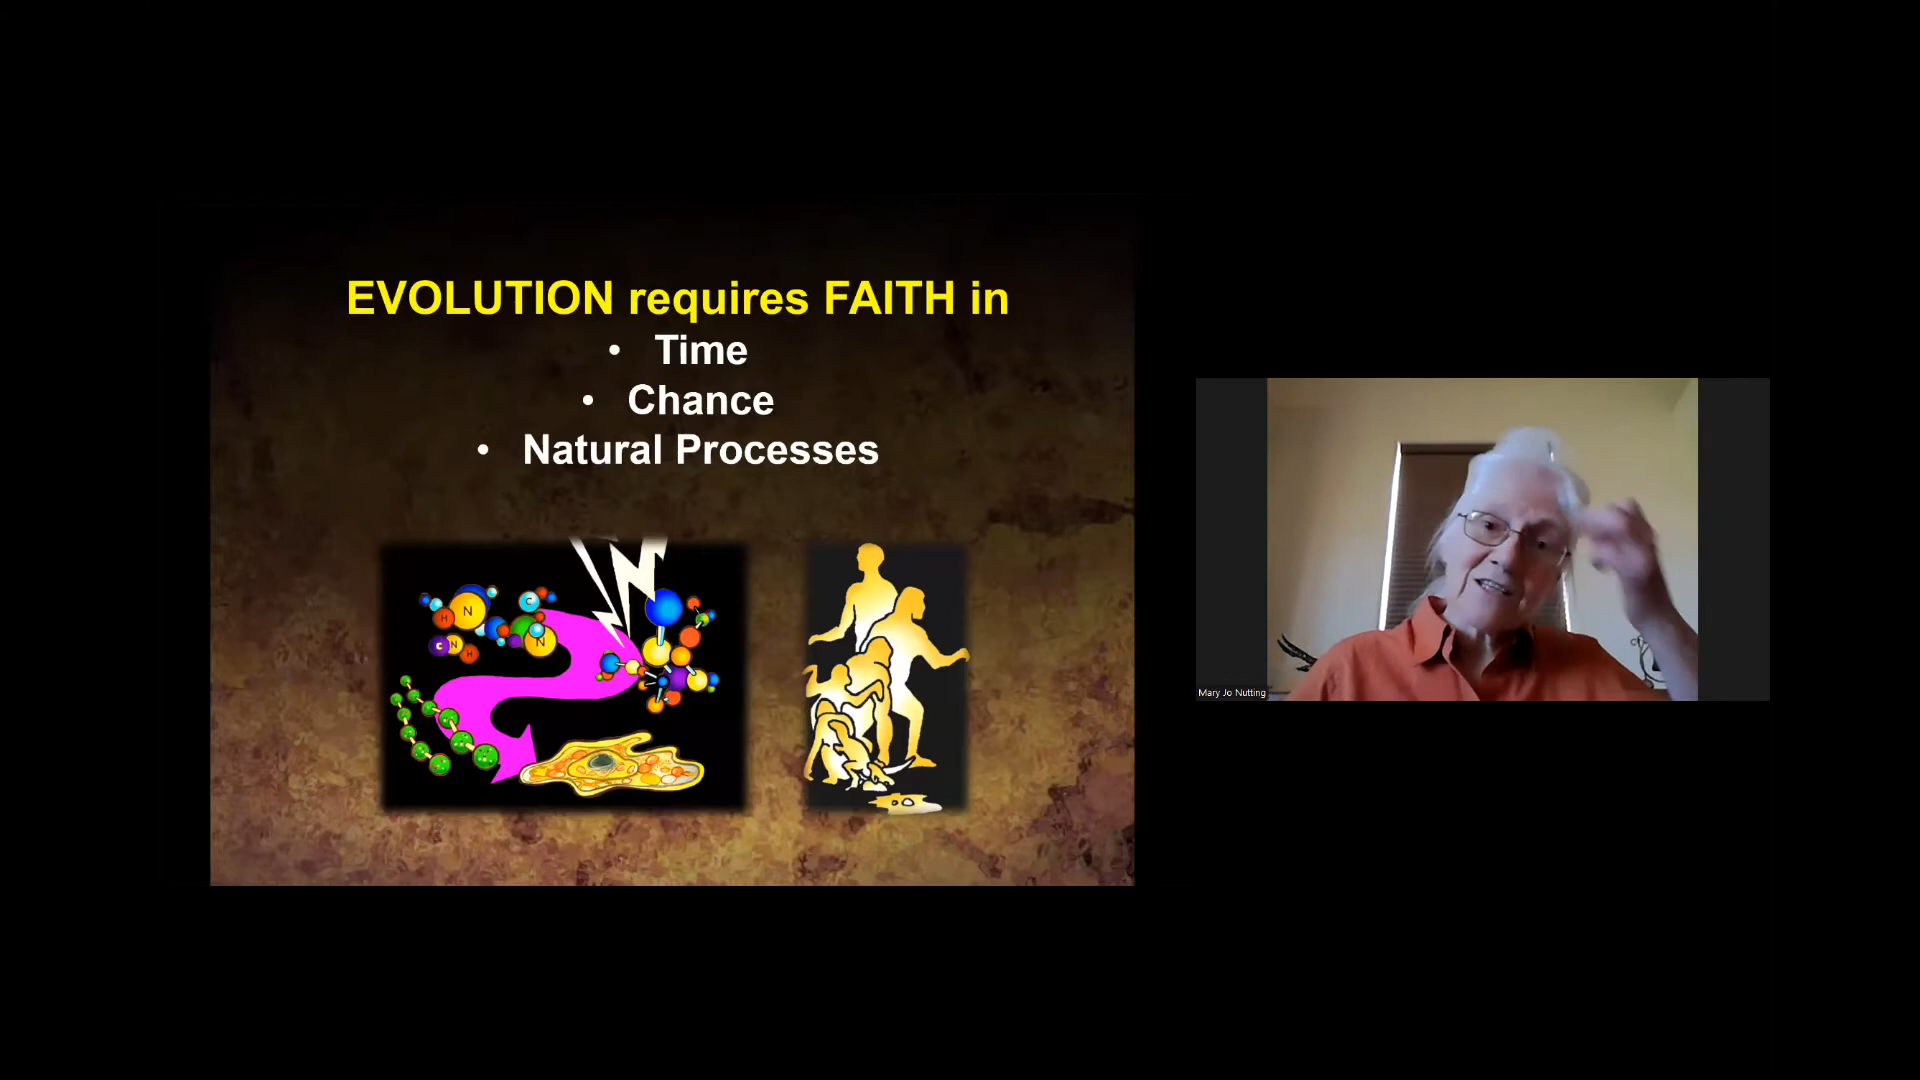 EVOLUTION requires FAITH in
• Time
• Chance
• Natural Processes
N
C
H
N
C
N
H
Mary Jo Nutting